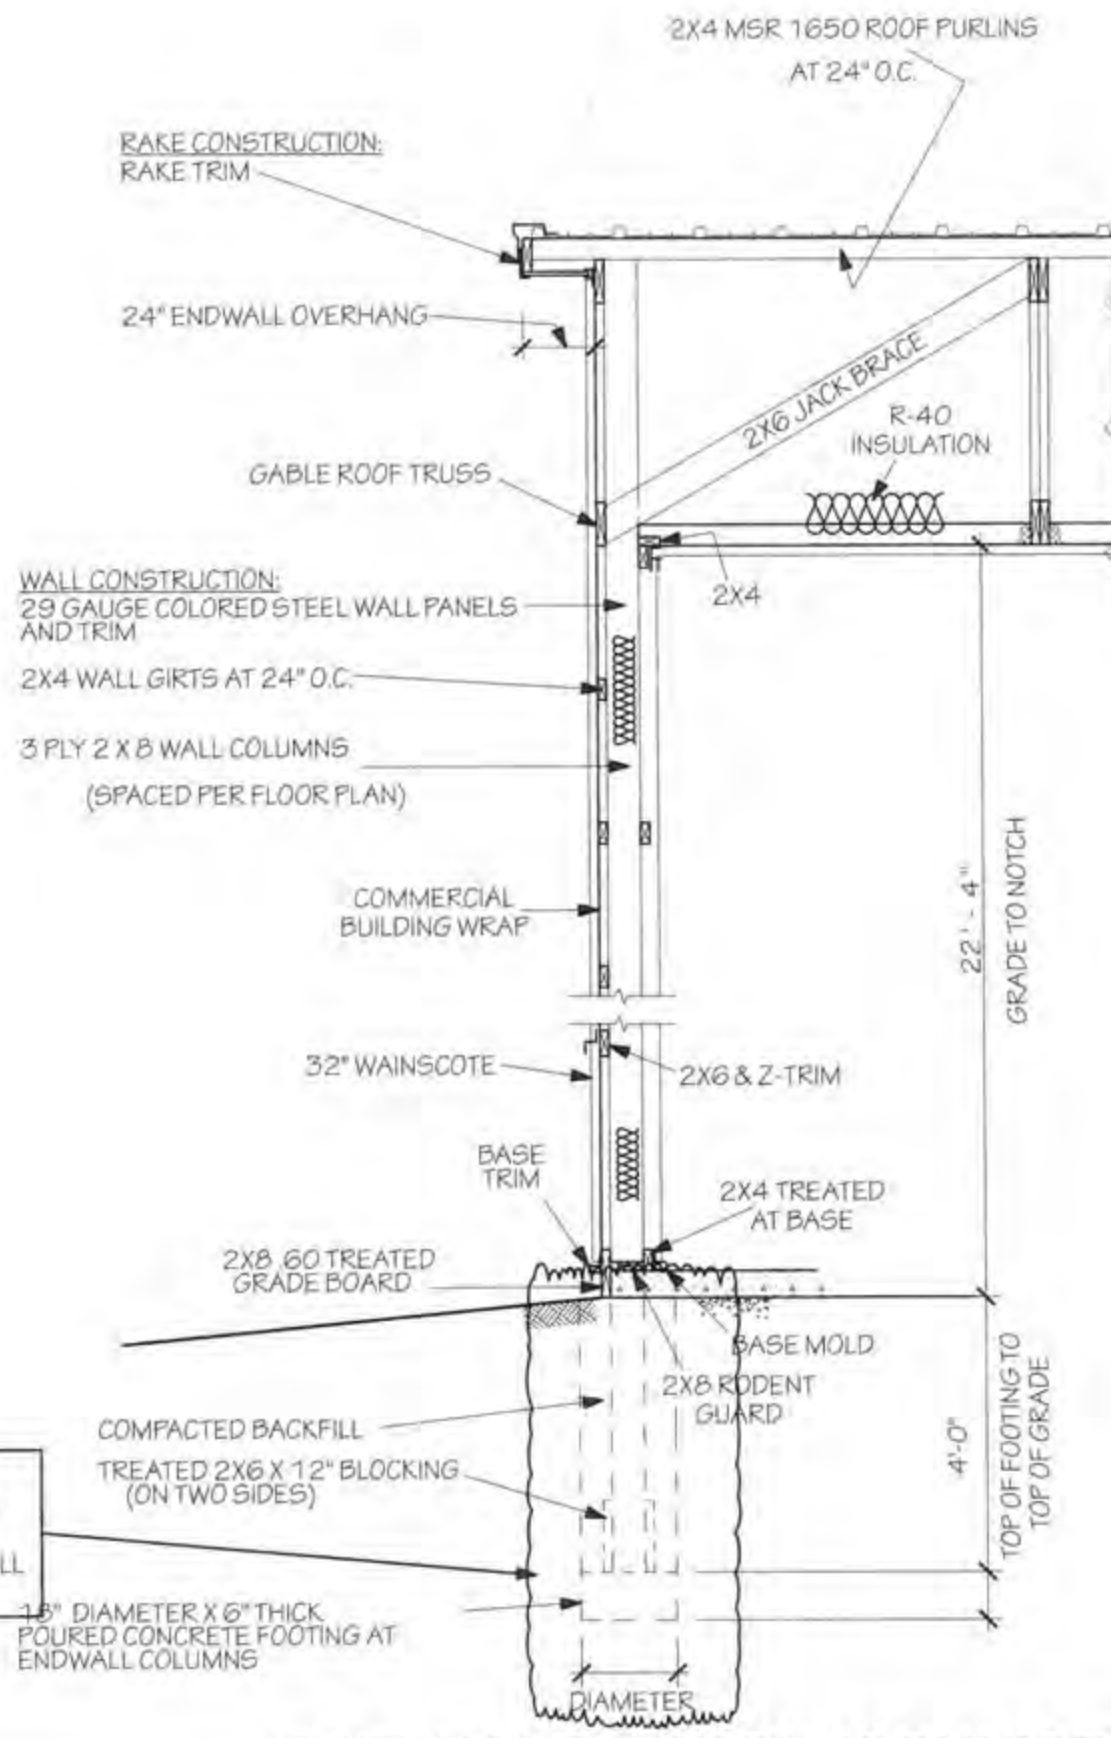 2X4 MSR 1650 ROOF PURLINS
AT 24" O.C.
RAKE CONSTRUCTION:
RAKE TRIM
24" ENDWALL OVERHANG
2X6 JACK BRACE
R-40
INSULATION
GABLE ROOF TRUSS
WALL CONSTRUCTION:
29 GAUGE COLORED STEEL WALL PANELS
AND TRIM
2X4
2X4 WALL GIRTS AT 24" O.C.
3 PLY 2 X 8 WALL COLUMNS
(SPACED PER FLOOR PLAN)
COMMERCIAL
BUILDING WRAP
22' - 4"
GRADE TO NOTCH
32" WAINSCOTE
2X6 & Z-TRIM
BASE
TRIM
2X4 TREATED
AT BASE
2X8 .60 TREATED
GRADE BOARD
BASE MOLD
2X8 RODENT
GUARD
COMPACTED BACKFILL
TREATED 2X6 X 12" BLOCKING
(ON TWO SIDES)
4'-0"
TOP OF FOOTING TO
TOP OF GRADE
LL
DIAMETER X 6" THICK
POURED CONCRETE FOOTING AT
ENDWALL COLUMNS
DIAMETER